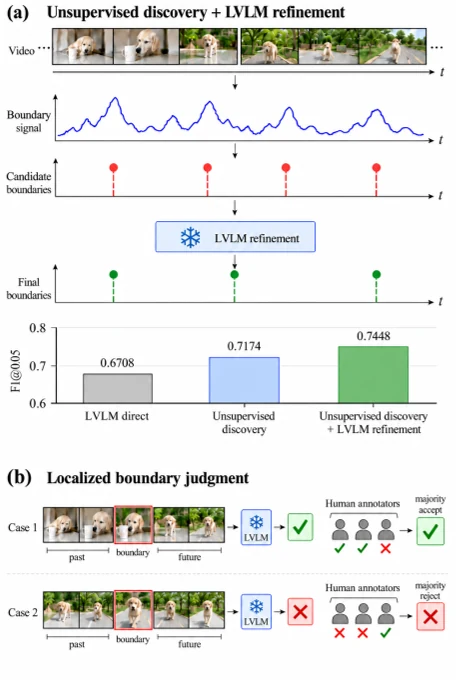 (a) Unsupervised discovery + LVLM refinement
Video
...
...
t
Boundary
signal
t
Candidate
boundaries
t
LVLM refinement
Final
boundaries
t
F1@0.05
0.8
0.7
0.6
0.6708
0.7174
0.7448
LVLM direct
Unsupervised
discovery
Unsupervised discovery
+ LVLM refinement
(b) Localized boundary judgment
Case 1
past
boundary
future
LVLM
Human annotators
majority
accept
Case 2
past
boundary
future
LVLM
Human annotators
majority
reject